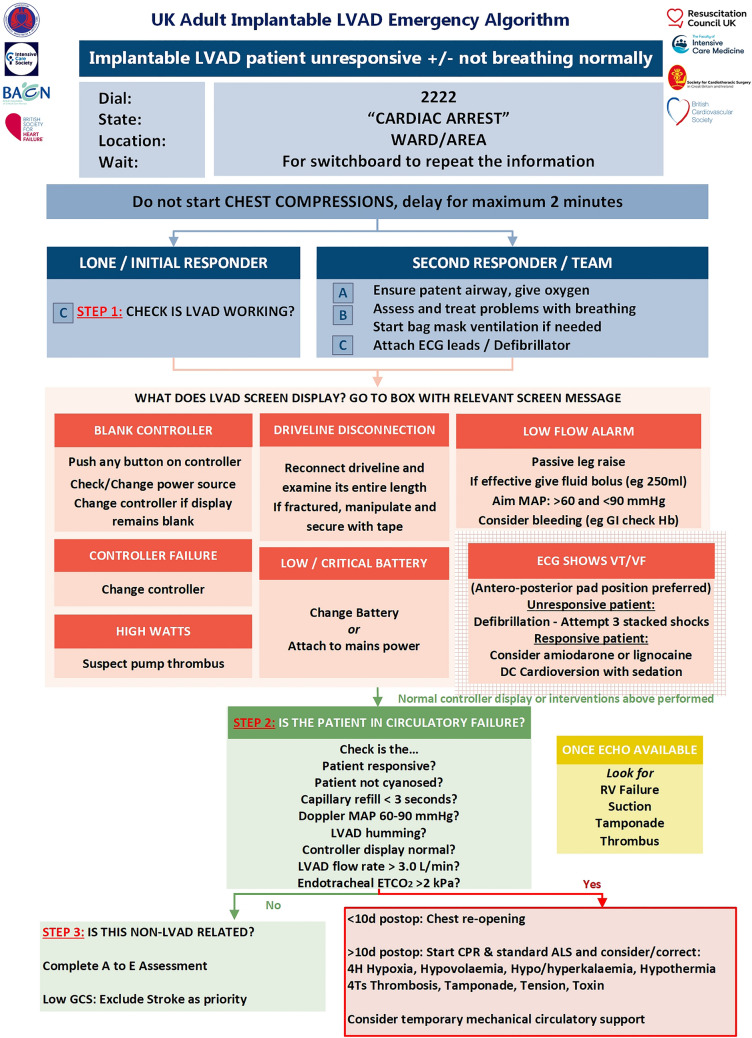 UK Adult Implantable LVAD Emergency Algorithm
Intensive
Care
Society
BACCN
BRITISH
SOCIETY FOR
HEART
FAILURE
Resuscitation
Council UK
The Faculty of
Intensive
Care Medicine
Society for Cardiothoracic Surgery
in Great Britain and Ireland
British
Cardiovascular
Society
Implantable LVAD patient unresponsive +/- not breathing normally
Dial: 2222
State: “CARDIAC ARREST”
Location: WARD/AREA
Wait: For switchboard to repeat the information
Do not start CHEST COMPRESSIONS, delay for maximum 2 minutes
LONE / INITIAL RESPONDER
C STEP 1: CHECK IS LVAD WORKING?
SECOND RESPONDER / TEAM
A Ensure patent airway, give oxygen
B Assess and treat problems with breathing
Start bag mask ventilation if needed
C Attach ECG leads / Defibrillator
WHAT DOES LVAD SCREEN DISPLAY? GO TO BOX WITH RELEVANT SCREEN MESSAGE
BLANK CONTROLLER
Push any button on controller
Check/Change power source
Change controller if display
remains blank
CONTROLLER FAILURE
Change controller
HIGH WATTS
Suspect pump thrombus
DRIVELINE DISCONNECTION
Reconnect driveline and
examine its entire length
If fractured, manipulate and
secure with tape
LOW / CRITICAL BATTERY
Change Battery
or
Attach to mains power
LOW FLOW ALARM
Passive leg raise
If effective give fluid bolus (eg 250ml)
Aim MAP: >60 and <90 mmHg
Consider bleeding (eg GI check Hb)
ECG SHOWS VT/VF
(Antero-posterior pad position preferred)
Unresponsive patient:
Defibrillation - Attempt 3 stacked shocks
Responsive patient:
Consider amiodarone or lignocaine
DC Cardioversion with sedation
Normal controller display or interventions above performed
STEP 2: IS THE PATIENT IN CIRCULATORY FAILURE?
Check is the…
Patient responsive?
Patient not cyanosed?
Capillary refill < 3 seconds?
Doppler MAP 60-90 mmHg?
LVAD humming?
Controller display normal?
LVAD flow rate > 3.0 L/min?
Endotracheal ETCO2 >2 kPa?
ONCE ECHO AVAILABLE
Look for
RV Failure
Suction
Tamponade
Thrombus
No
Yes
STEP 3: IS THIS NON-LVAD RELATED?
Complete A to E Assessment
Low GCS: Exclude Stroke as priority
<10d postop: Chest re-opening
>10d postop: Start CPR & standard ALS and consider/correct:
4H Hypoxia, Hypovolaemia, Hypo/hyperkalaemia, Hypothermia
4Ts Thrombosis, Tamponade, Tension, Toxin
Consider temporary mechanical circulatory support